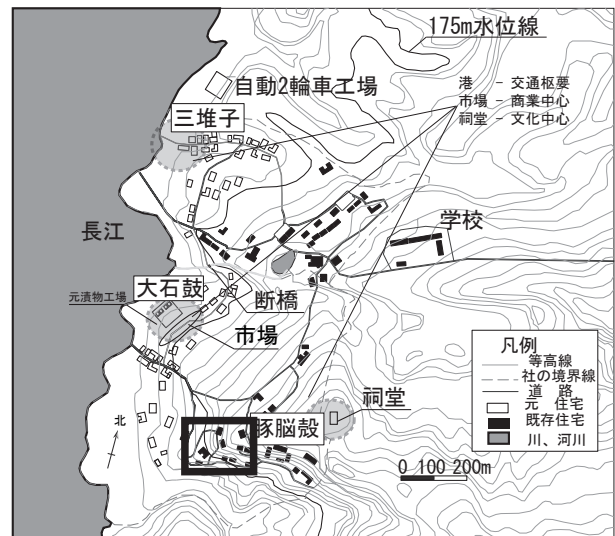 175m水位線
港 - 交通枢要
市場 - 商業中心
祠堂 - 文化中心
自動2輪車工場
三堆子
学校
長江
大石鼓
断橋
元漬物工場
市場
凡例
等高線
社の境界線
道 路
元 住宅
既存住宅
川、河川
祠堂
北
豚脳殻
0 100 200m